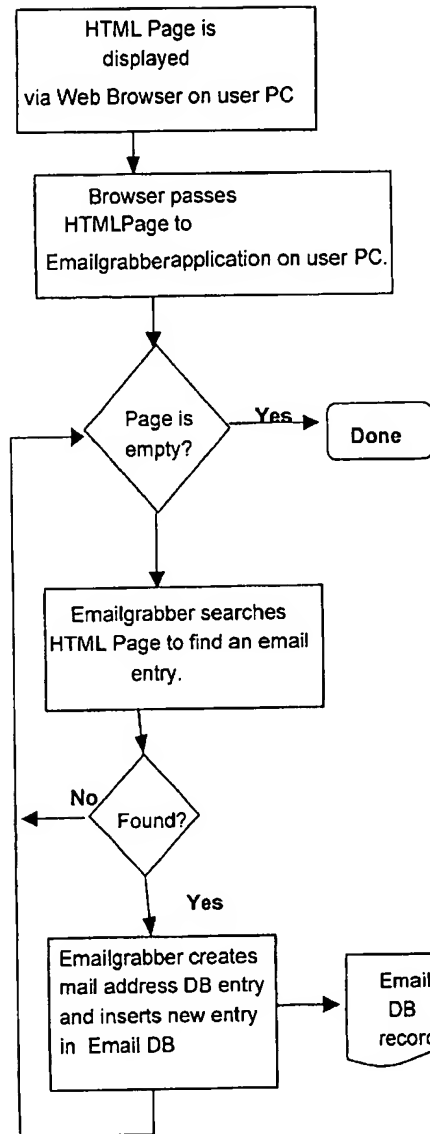 HTML Page is
displayed
via Web Browser on user PC
Browser passes
HTMLPage to
Emailgrabberapplication on user PC.
Page is
empty?
Yes
Done
Emailgrabber searches
HTML Page to find an email
entry.
No
Found?
Yes
Emailgrabber creates
mail address DB entry
and inserts new entry
in Email DB
Email
DB
record